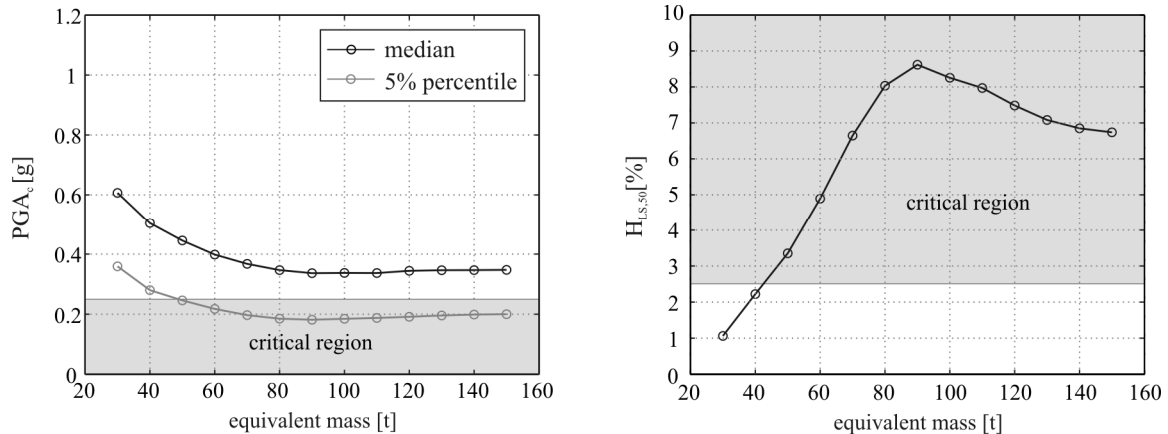 1.2
1
0.8
0.6
0.4
0.2
0
PGAc [g]
median
5% percentile
critical region
20 40 60 80 100 120 140 160
equivalent mass [t]
10
9
8
7
6
5
4
3
2
1
0
HLS,50[%]
critical region
20 40 60 80 100 120 140 160
equivalent mass [t]